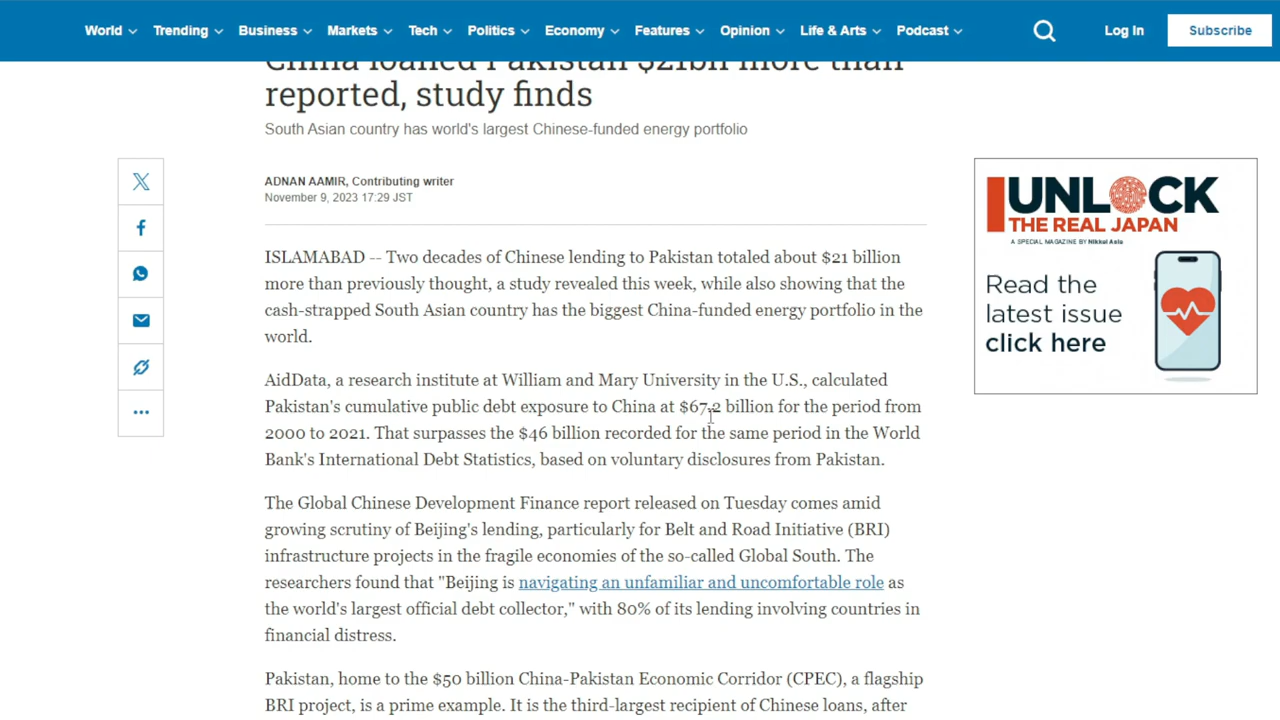 World Trending Business Markets Tech Politics Economy Features Opinion Life & Arts Podcast Log In Subscribe
China loaned Pakistan $21bn more than
reported, study finds
South Asian country has world's largest Chinese-funded energy portfolio
ADNAN AAMIR, Contributing writer
November 9, 2023 17:29 JST
ISLAMABAD -- Two decades of Chinese lending to Pakistan totaled about $21 billion
more than previously thought, a study revealed this week, while also showing that the
cash-strapped South Asian country has the biggest China-funded energy portfolio in the
world.
AidData, a research institute at William and Mary University in the U.S., calculated
Pakistan's cumulative public debt exposure to China at $67.2 billion for the period from
2000 to 2021. That surpasses the $46 billion recorded for the same period in the World
Bank's International Debt Statistics, based on voluntary disclosures from Pakistan.
The Global Chinese Development Finance report released on Tuesday comes amid
growing scrutiny of Beijing's lending, particularly for Belt and Road Initiative (BRI)
infrastructure projects in the fragile economies of the so-called Global South. The
researchers found that "Beijing is navigating an unfamiliar and uncomfortable role as
the world's largest official debt collector," with 80% of its lending involving countries in
financial distress.
Pakistan, home to the $50 billion China-Pakistan Economic Corridor (CPEC), a flagship
BRI project, is a prime example. It is the third-largest recipient of Chinese loans, after
UNLOCK
THE REAL JAPAN
A SPECIAL MAGAZINE BY Nikkei Asia
Read the
latest issue
click here